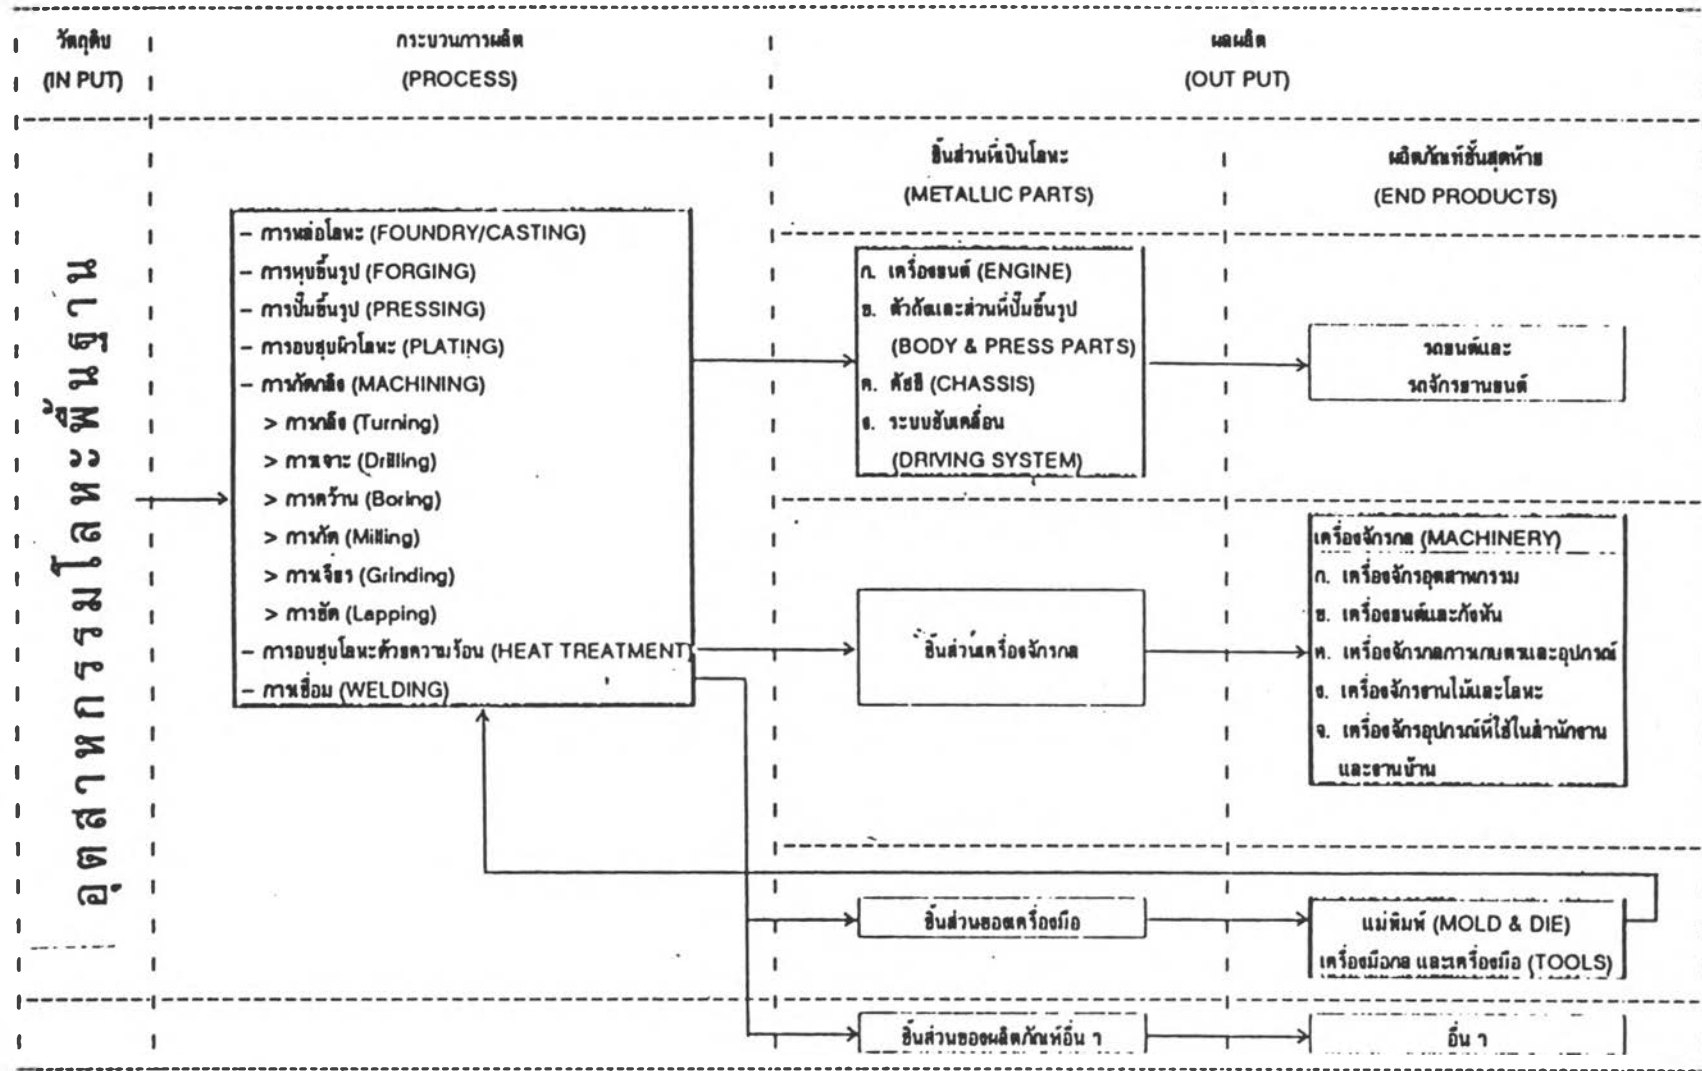 วัตถุดิบ
(IN PUT)
กระบวนการผลิต
(PROCESS)
ผลผลิต
(OUT PUT)
ชิ้นส่วนที่เป็นโลหะ
(METALLIC PARTS)
ผลิตภัณฑ์ขั้นสุดท้าย
(END PRODUCTS)
อุตสาหกรรมโลหะพื้นฐาน
- การหล่อโลหะ (FOUNDRY/CASTING)
- การทุบขึ้นรูป (FORGING)
- การปั๊มขึ้นรูป (PRESSING)
- การอบชุบผิวโลหะ (PLATING)
- การกัดกลึง (MACHINING)
> การกลึง (Turning)
> การเจาะ (Drilling)
> การคว้าน (Boring)
> การกัด (Milling)
> การเจียร (Grinding)
> การขัด (Lapping)
- การอบชุบโลหะด้วยความร้อน (HEAT TREATMENT)
- การเชื่อม (WELDING)
ก. เครื่องยนต์ (ENGINE)
ข. ตัวถังและส่วนที่ปั๊มขึ้นรูป
(BODY & PRESS PARTS)
ค. คัชซี (CHASSIS)
ง. ระบบขับเคลื่อน
(DRIVING SYSTEM)
รถยนต์และ
รถจักรยานยนต์
ชิ้นส่วนเครื่องจักรกล
เครื่องจักรกล (MACHINERY)
ก. เครื่องจักรอุตสาหกรรม
ข. เครื่องยนต์และกังหัน
ค. เครื่องจักรกลการเกษตรและอุปกรณ์
ง. เครื่องจักรงานไม้และโลหะ
จ. เครื่องจักรอุปกรณ์ที่ใช้ในสำนักงาน
และงานบ้าน
ชิ้นส่วนของเครื่องมือ
แม่พิมพ์ (MOLD & DIE)
เครื่องมือกล และเครื่องมือ (TOOLS)
ชิ้นส่วนของผลิตภัณฑ์อื่น ๆ
อื่น ๆ